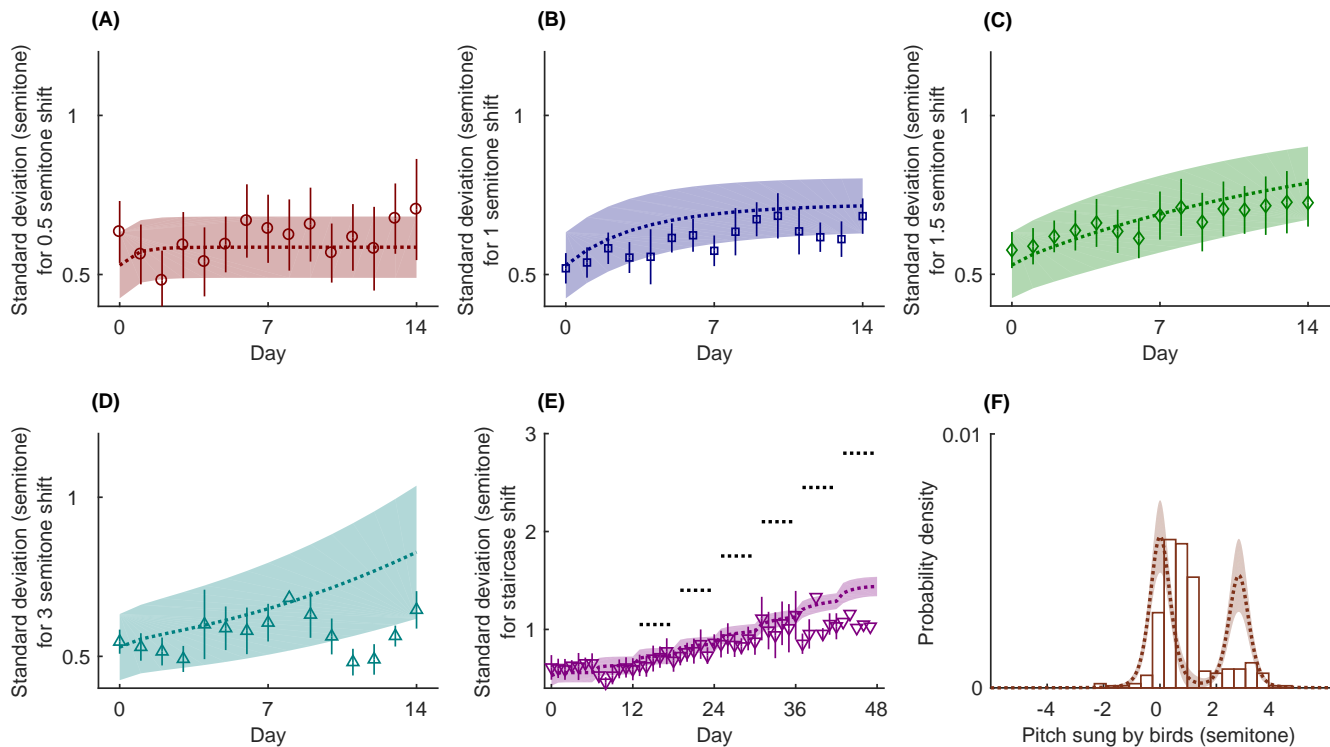 (A)
Standard deviation (semitone)
for 0.5 semitone shift
1
0.5
0
7
14
Day
(B)
Standard deviation (semitone)
for 1 semitone shift
1
0.5
0
7
14
Day
(C)
Standard deviation (semitone)
for 1.5 semitone shift
1
0.5
0
7
14
Day
(D)
Standard deviation (semitone)
for 3 semitone shift
1
0.5
0
7
14
Day
(E)
Standard deviation (semitone)
for staircase shift
3
2
1
0
12
24
36
48
Day
(F)
Probability density
0.01
0
-4
-2
0
2
4
Pitch sung by birds (semitone)